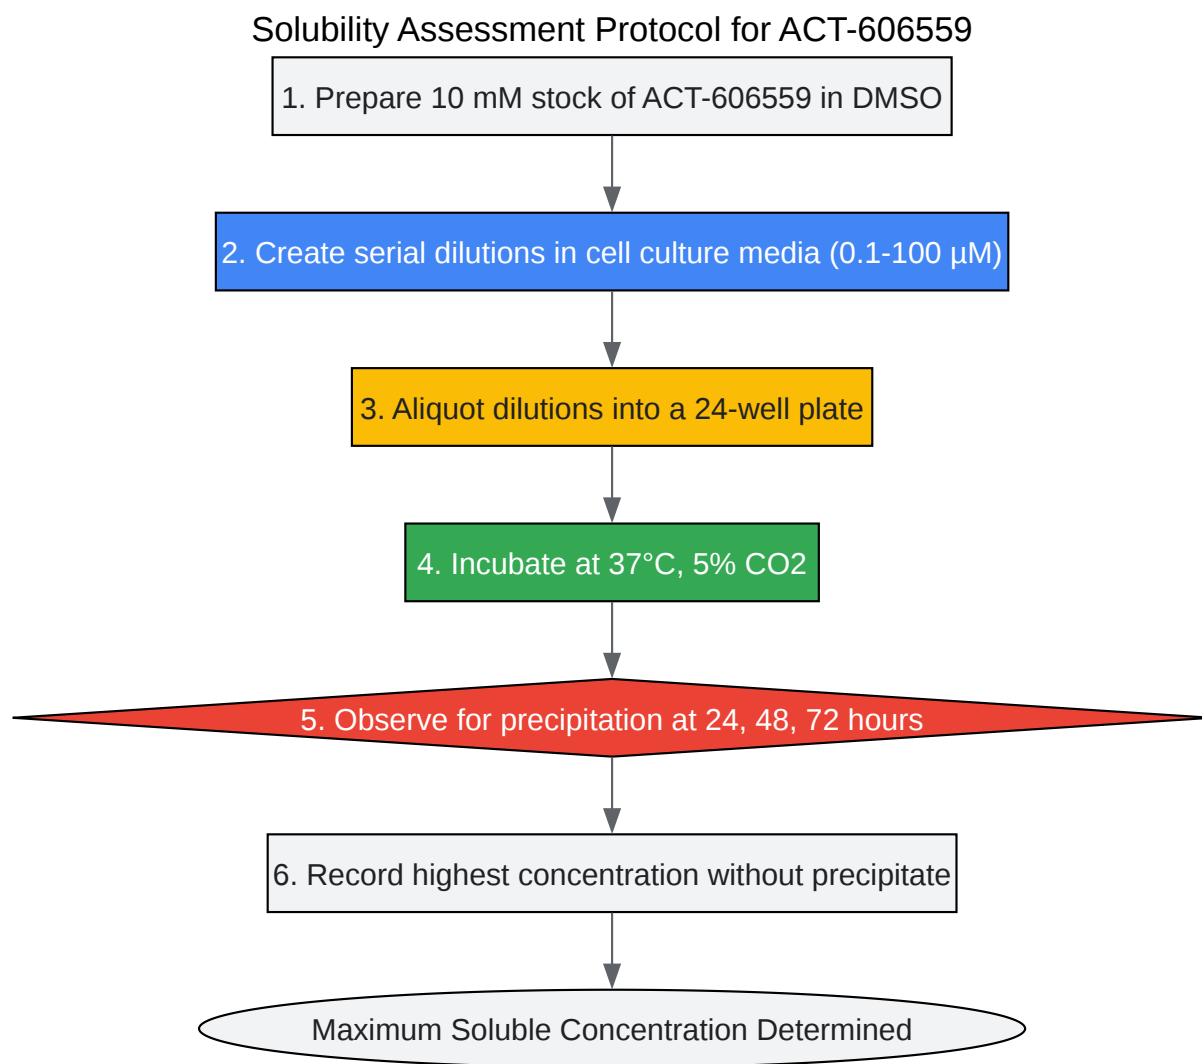 Solubility Assessment Protocol for ACT-606559
1. Prepare 10 mM stock of ACT-606559 in DMSO
2. Create serial dilutions in cell culture media (0.1-100 µM)
3. Aliquot dilutions into a 24-well plate
4. Incubate at 37°C, 5% CO2
5. Observe for precipitation at 24, 48, 72 hours
6. Record highest concentration without precipitate
Maximum Soluble Concentration Determined